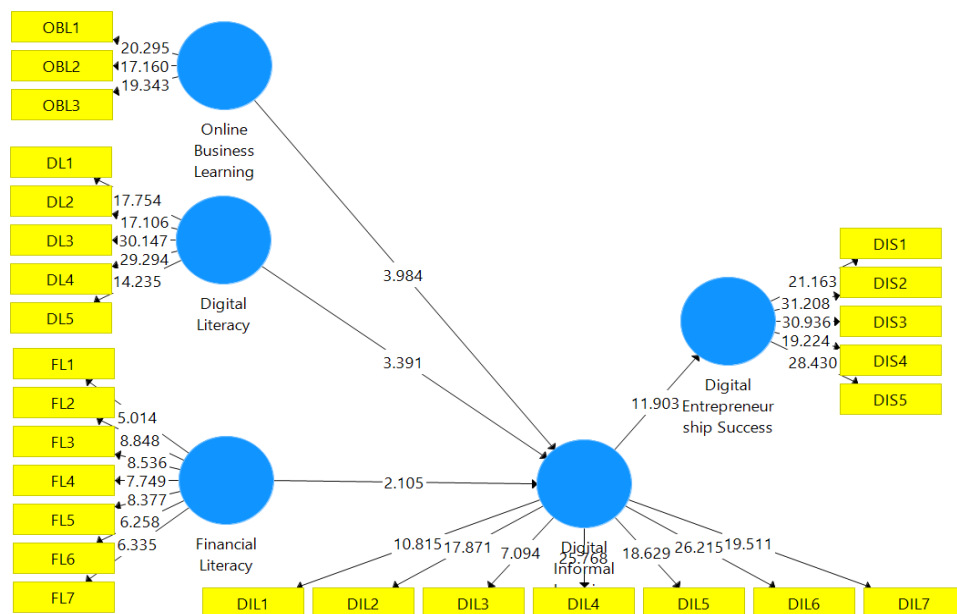 OBL1
OBL2
OBL3
20.295
17.160
19.343
Online
Business
Learning
DL1
DL2
DL3
DL4
DL5
17.754
17.106
30.147
29.294
14.235
Digital
Literacy
3.984
3.391
FL1
FL2
FL3
FL4
FL5
FL6
FL7
5.014
8.848
8.536
7.749
8.377
6.258
6.335
Financial
Literacy
2.105
11.903
DIS1
DIS2
DIS3
DIS4
DIS5
21.163
31.208
30.936
19.224
28.430
Digital
Entrepreneur
ship Success
10.815
17.871
7.094
25.768
18.629
26.215
19.511
Digital
Informal
DIL1
DIL2
DIL3
DIL4
DIL5
DIL6
DIL7